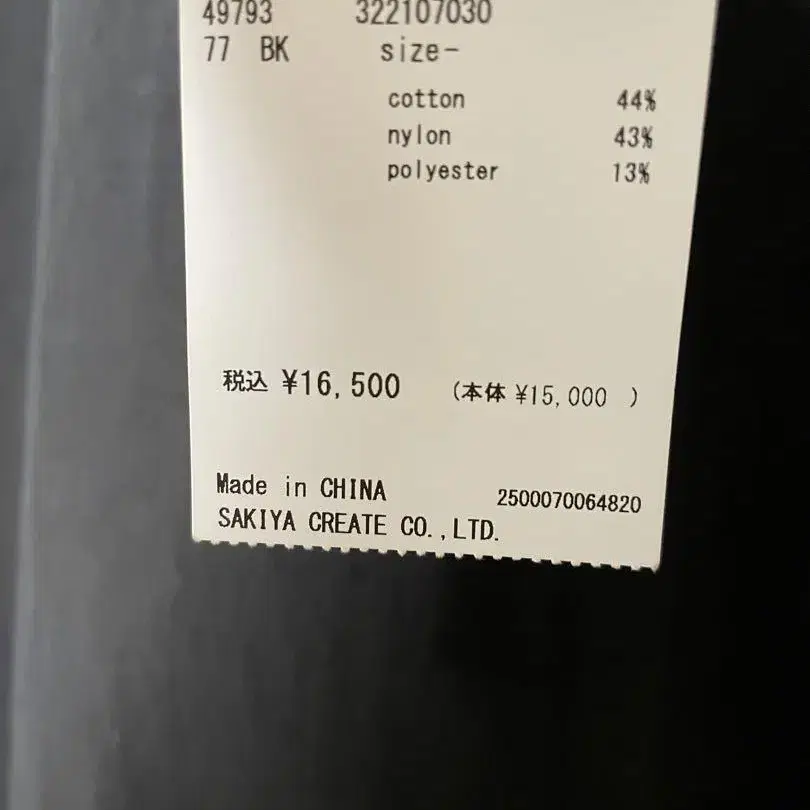 49793 322107030
77 BK size-
cotton 44%
nylon 43%
polyester 13%
税込 ¥16,500 (本体 ¥15,000 )
Made in CHINA 2500070064820
SAKIYA CREATE CO.,LTD.